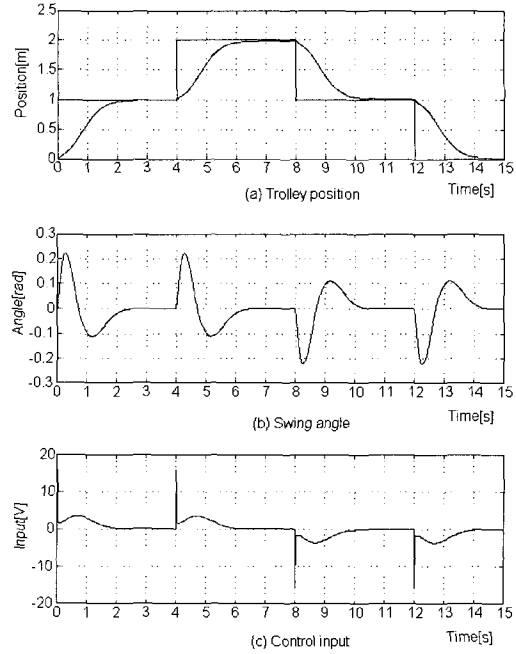 Position[m]
2.5
2
1.5
1
0.5
0
0 1 2 3 4 5 6 7 8 9 10 11 12 13 14 15
(a) Trolley position
Time[s]
Angle[rad]
0.3
0.2
0.1
0
-0.1
-0.2
-0.3
0 1 2 3 4 5 6 7 8 9 10 11 12 13 14 15
(b) Swing angle
Time[s]
Input[V]
20
10
0
-10
-20
0 1 2 3 4 5 6 7 8 9 10 11 12 13 14 15
(c) Control input
Time[s]